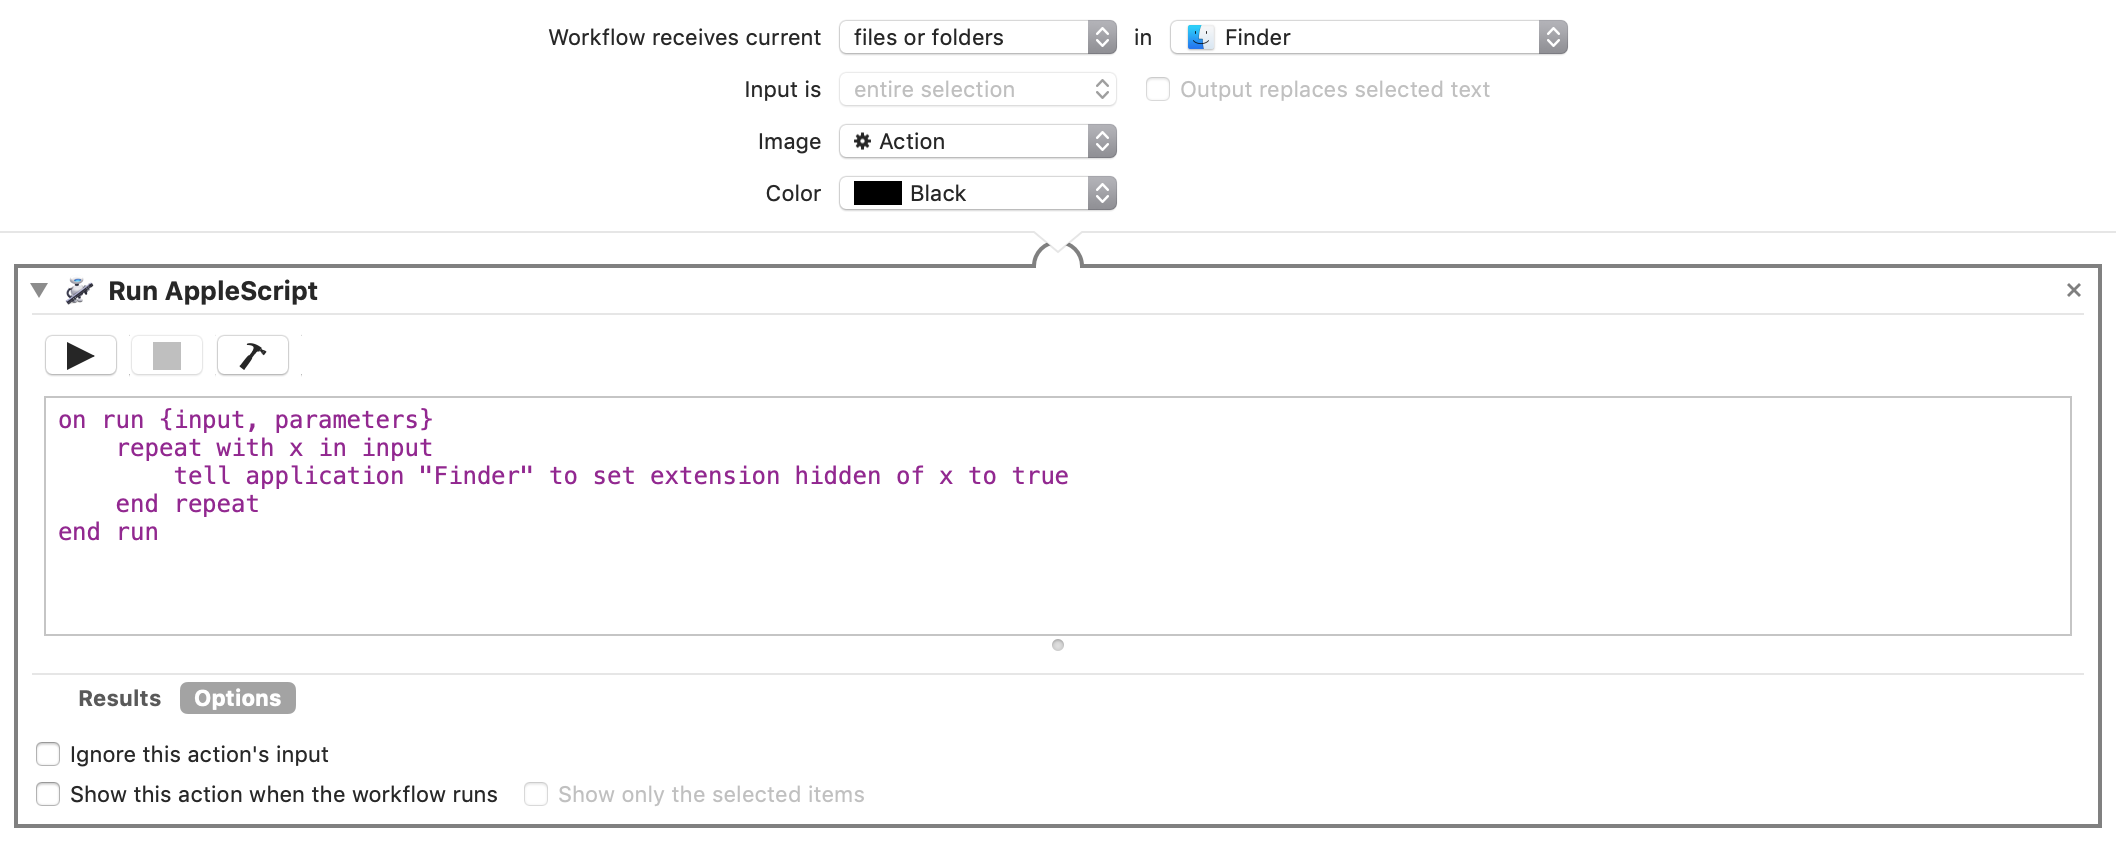 Workflow receives current files or folders in Finder
Input is entire selection Output replaces selected text
Image Action
Color Black
Run AppleScript
on run {input, parameters}
    repeat with x in input
        tell application "Finder" to set extension hidden of x to true
    end repeat
end run
Results Options
Ignore this action's input
Show this action when the workflow runs Show only the selected items